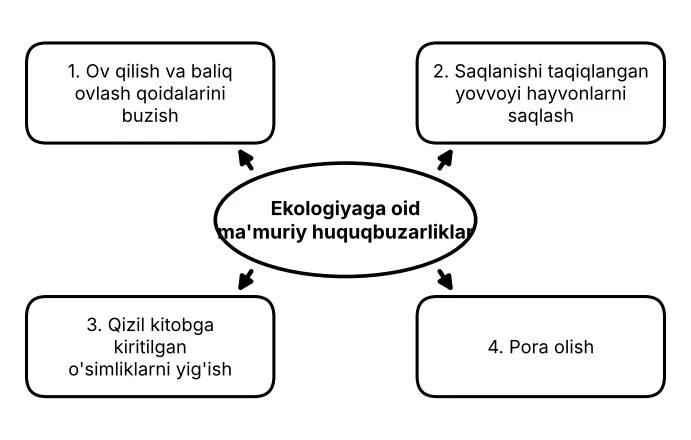 1. Ov qilish va baliq
ovlash qoidalarini
buzish
2. Saqlanishi taqiqlangan
yovvoyi hayvonlarni
saqlash
Ekologiyaga oid
ma'muriy huquqbuzarliklar
3. Qizil kitobga
kiritilgan
o'simliklarni yig'ish
4. Pora olish